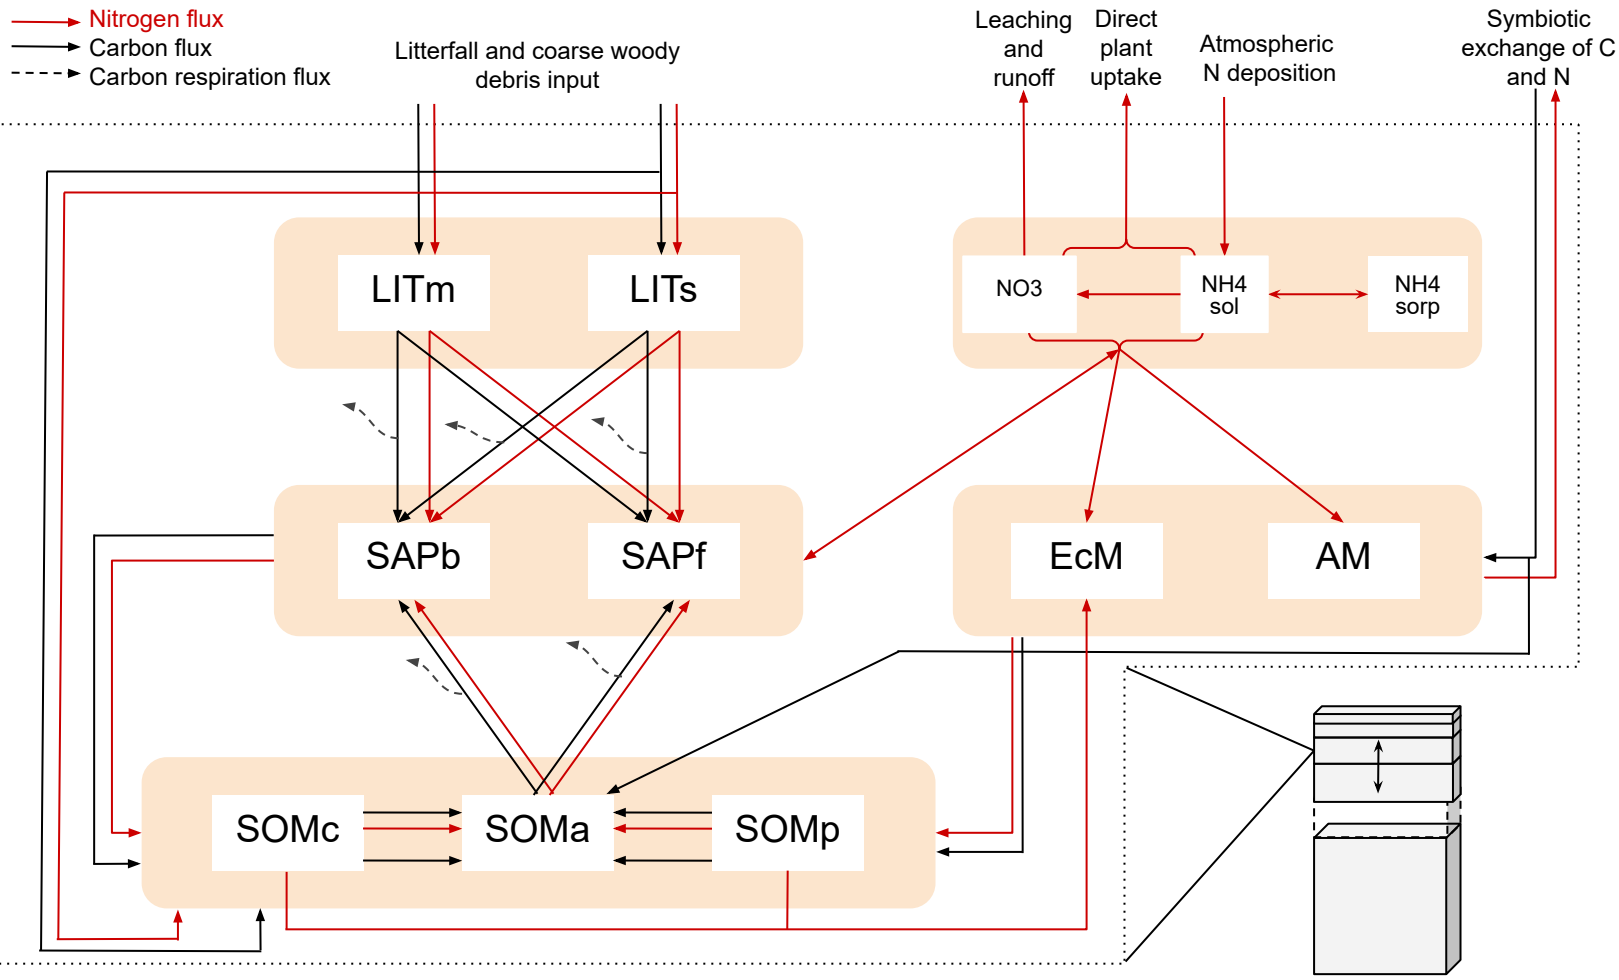 Nitrogen flux
Carbon flux
Carbon respiration flux
Litterfall and coarse woody
debris input
Leaching
and
runoff
Direct
plant
uptake
Atmospheric
N deposition
Symbiotic
exchange of C
and N
LITm
LITs
NO3
NH4
sol
NH4
sorp
SAPb
SAPf
EcM
AM
SOMc
SOMa
SOMp